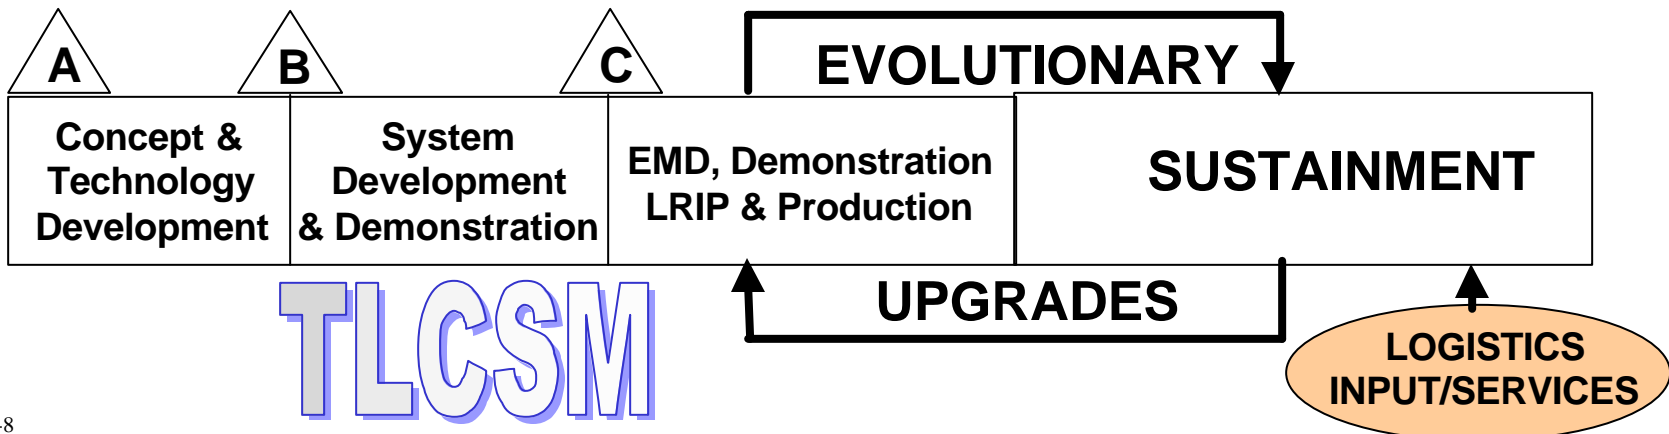 A
B
C
EVOLUTIONARY
Concept &
Technology
Development
System
Development
& Demonstration
EMD, Demonstration
LRIP & Production
SUSTAINMENT
TLCSM
UPGRADES
LOGISTICS
INPUT/SERVICES
-8